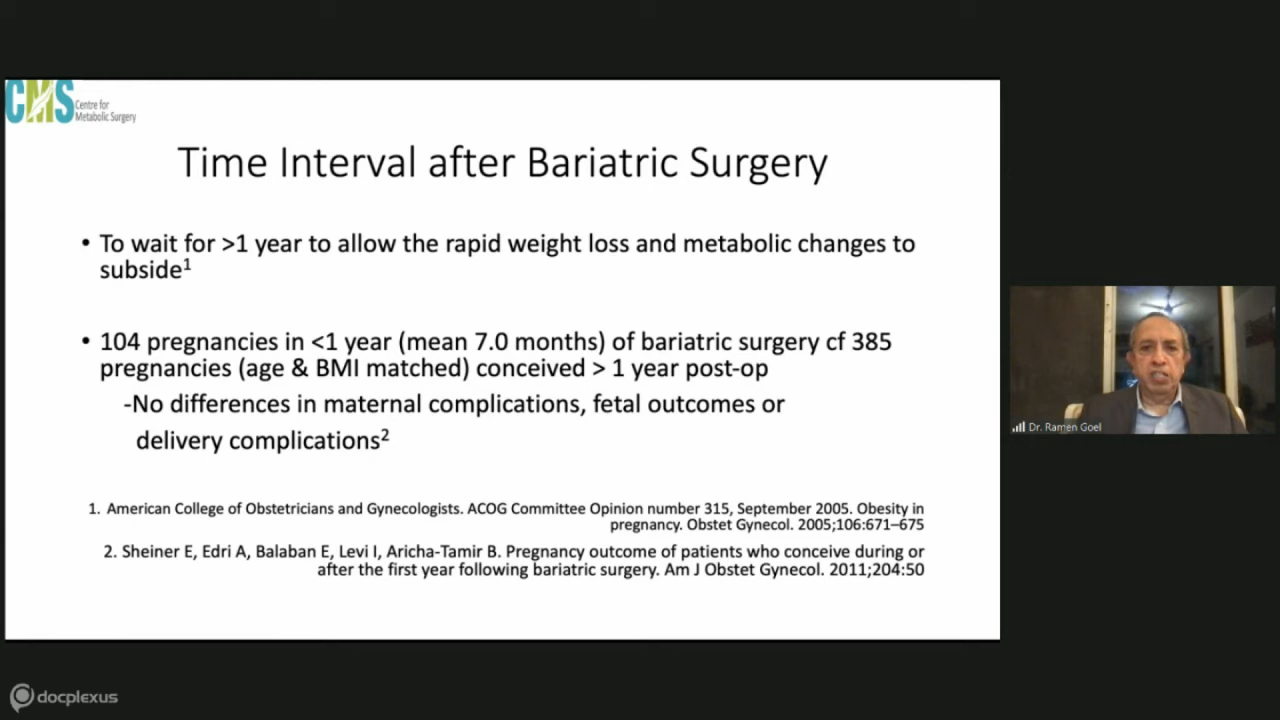 CMS Centre for
Metabolic Surgery
Time Interval after Bariatric Surgery
• To wait for >1 year to allow the rapid weight loss and metabolic changes to
subside1
• 104 pregnancies in <1 year (mean 7.0 months) of bariatric surgery cf 385
pregnancies (age & BMI matched) conceived > 1 year post-op
-No differences in maternal complications, fetal outcomes or
delivery complications2
1. American College of Obstetricians and Gynecologists. ACOG Committee Opinion number 315, September 2005. Obesity in
pregnancy. Obstet Gynecol. 2005;106:671–675
2. Sheiner E, Edri A, Balaban E, Levi I, Aricha-Tamir B. Pregnancy outcome of patients who conceive during or
after the first year following bariatric surgery. Am J Obstet Gynecol. 2011;204:50
Dr. Ramen Goel
docplexus